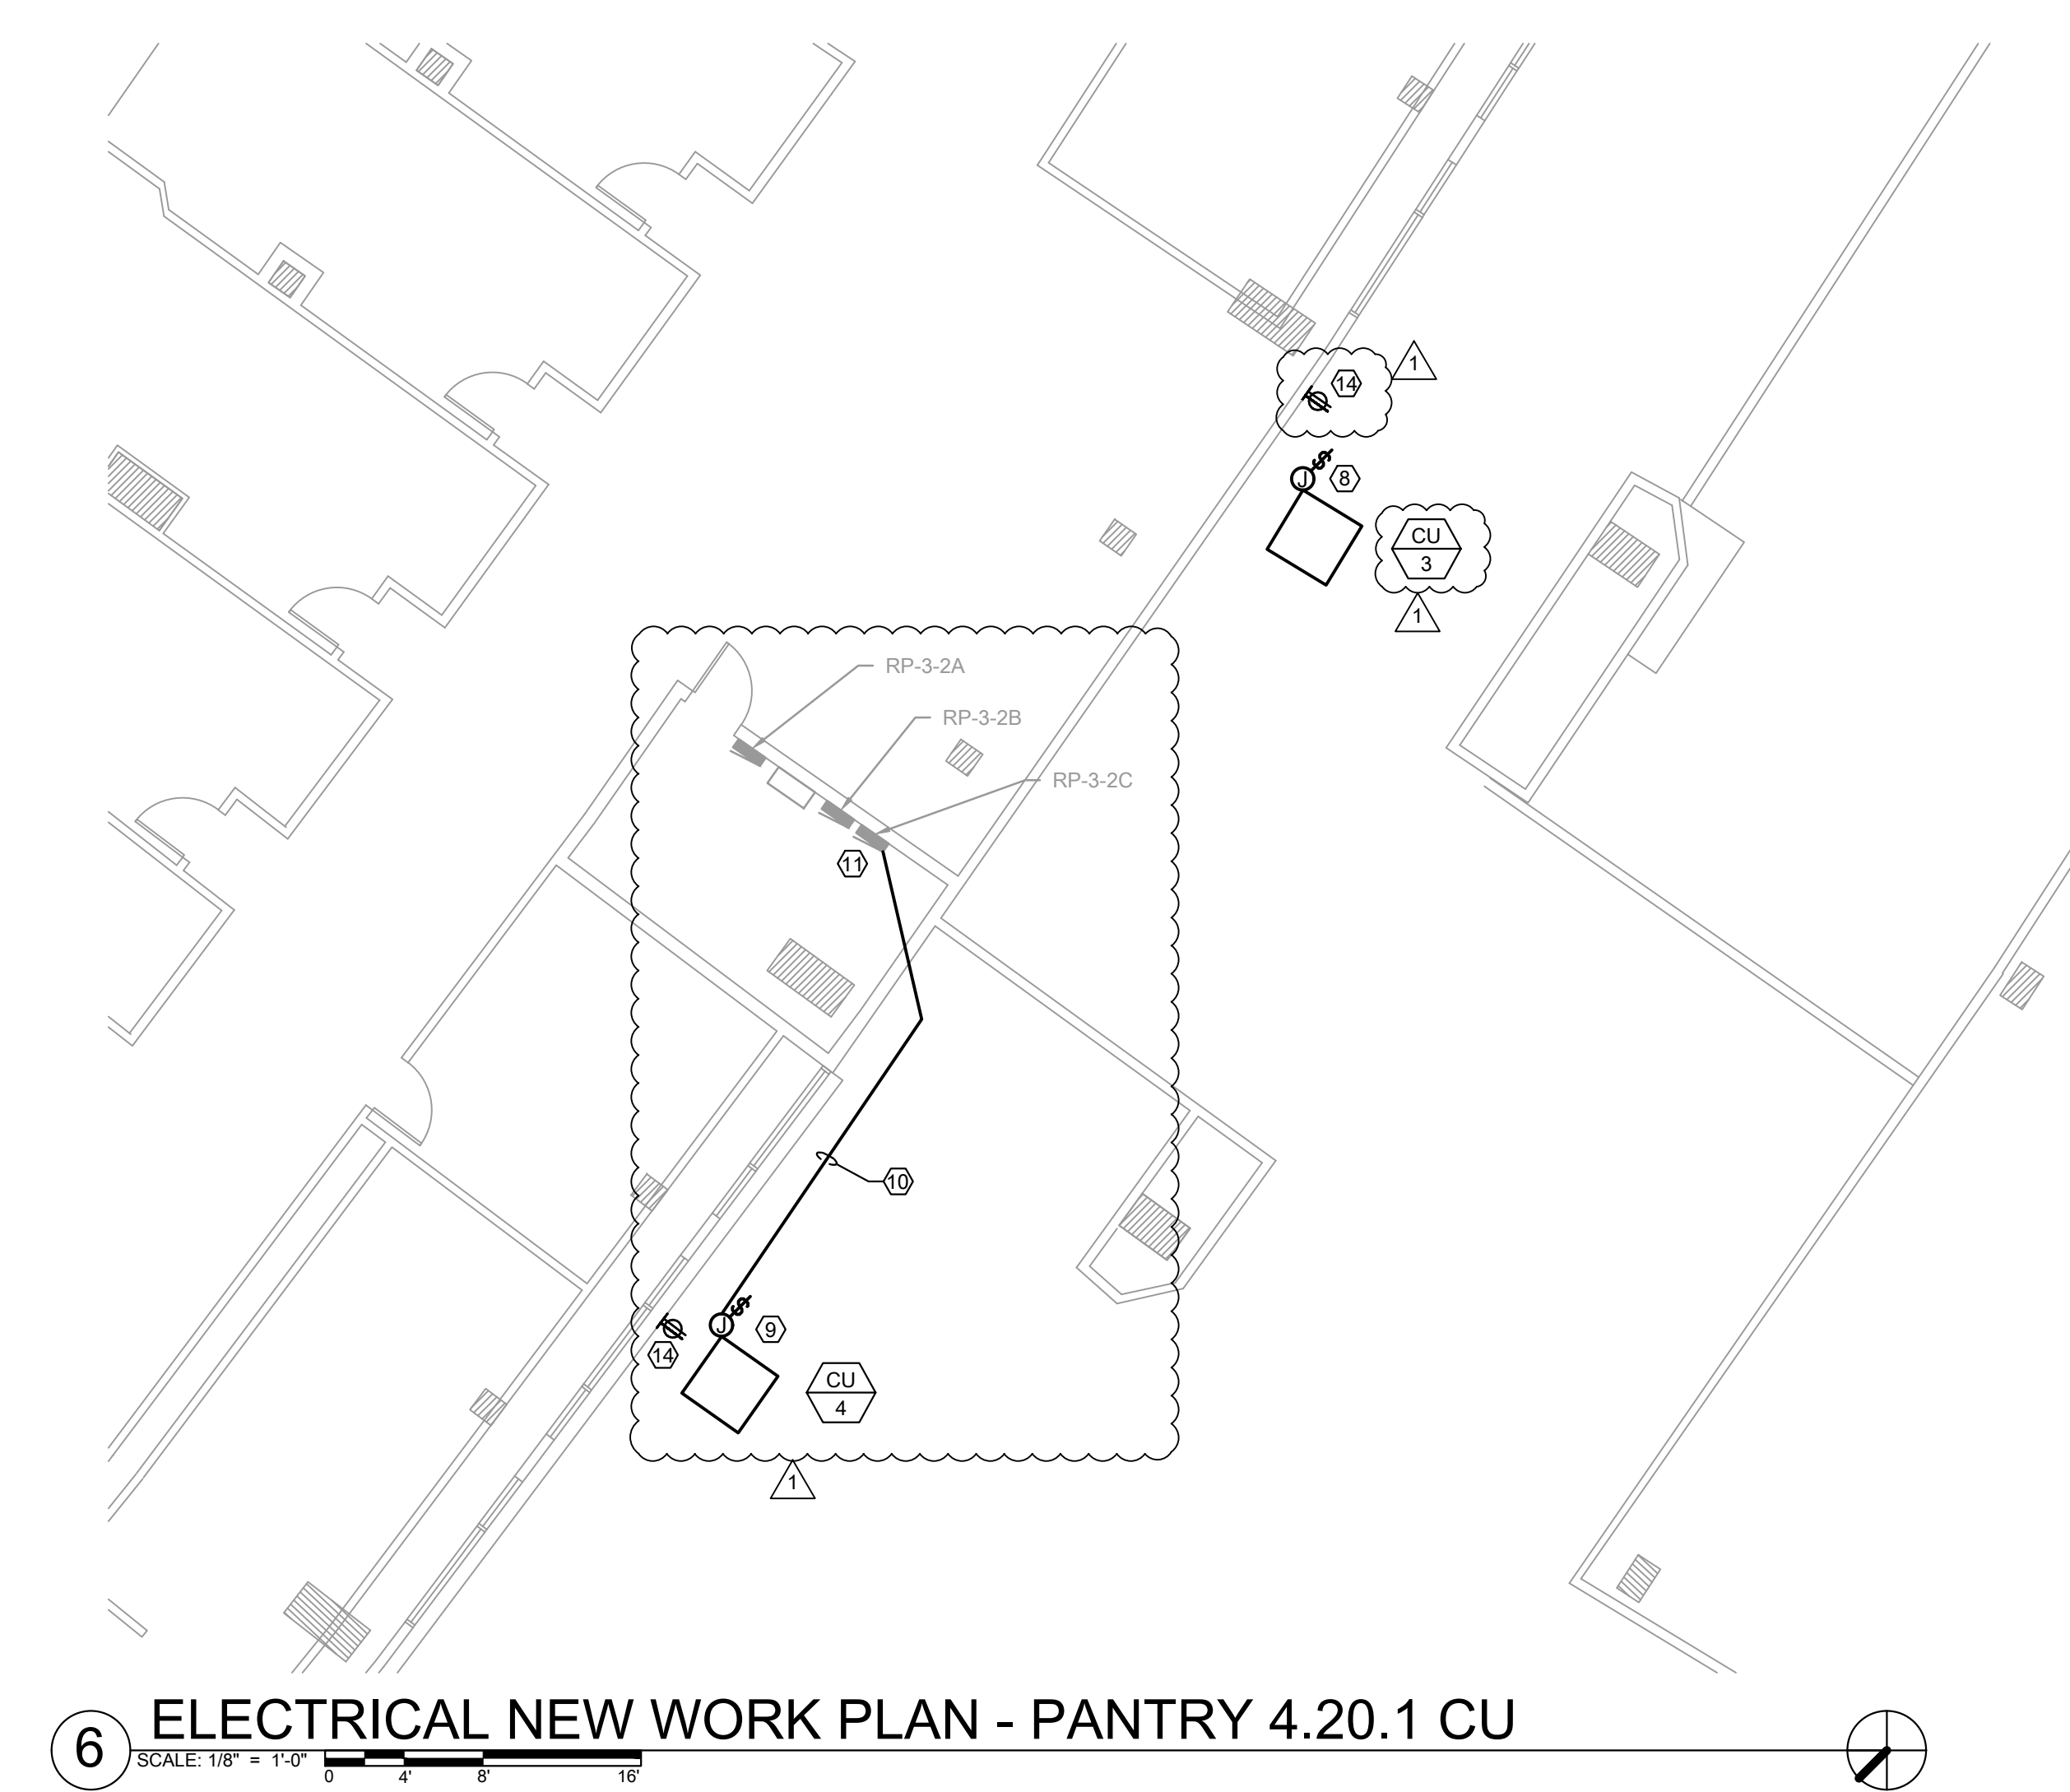 14
1
8
CU
3
1
RP-3-2A
RP-3-2B
RP-3-2C
11
10
$
J
$
J
9
14
CU
4
1
6
ELECTRICAL NEW WORK PLAN - PANTRY 4.20.1 CU
SCALE: 1/8" = 1'-0"
0 4' 8' 16'